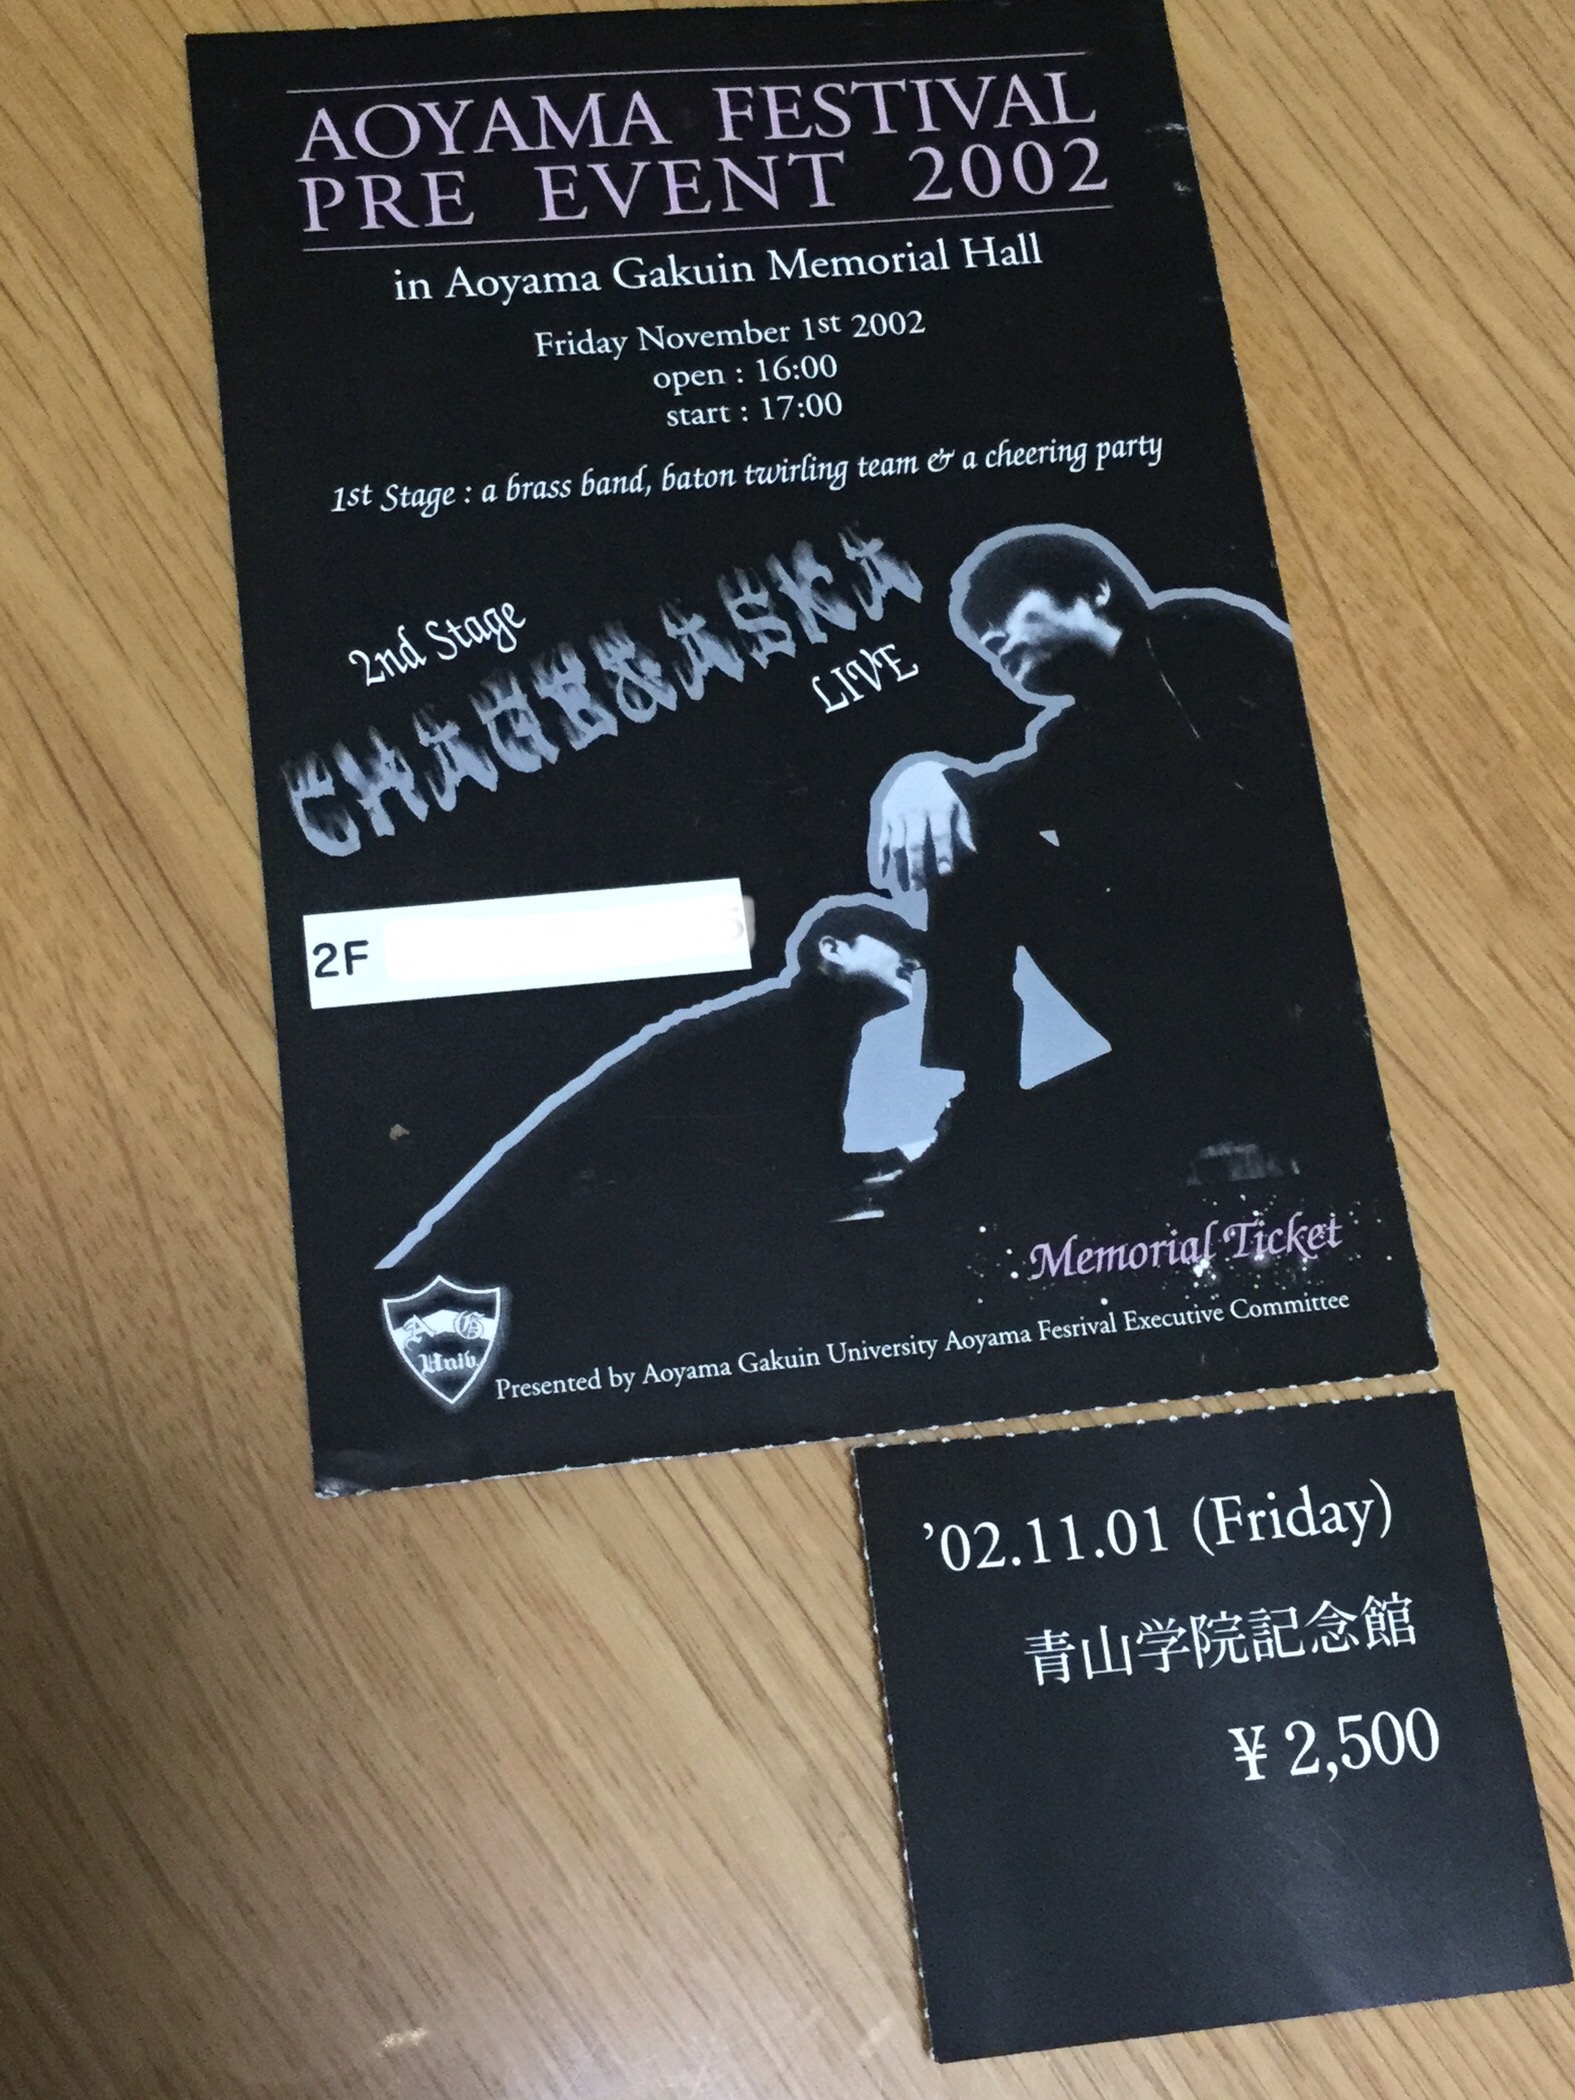 AOYAMA FESTIVAL
PRE EVENT 2002
in Aoyama Gakuin Memorial Hall
Friday November 1st 2002
open : 16:00
start : 17:00
1st Stage : a brass band, baton twirling team & a cheering party
2nd Stage
CHAGE&ASKA
LIVE
2F
Memorial Ticket
A G
Univ.
Presented by Aoyama Gakuin University Aoyama Fesrival Executive Committee
’02.11.01 (Friday)
青山学院記念館
¥ 2,500